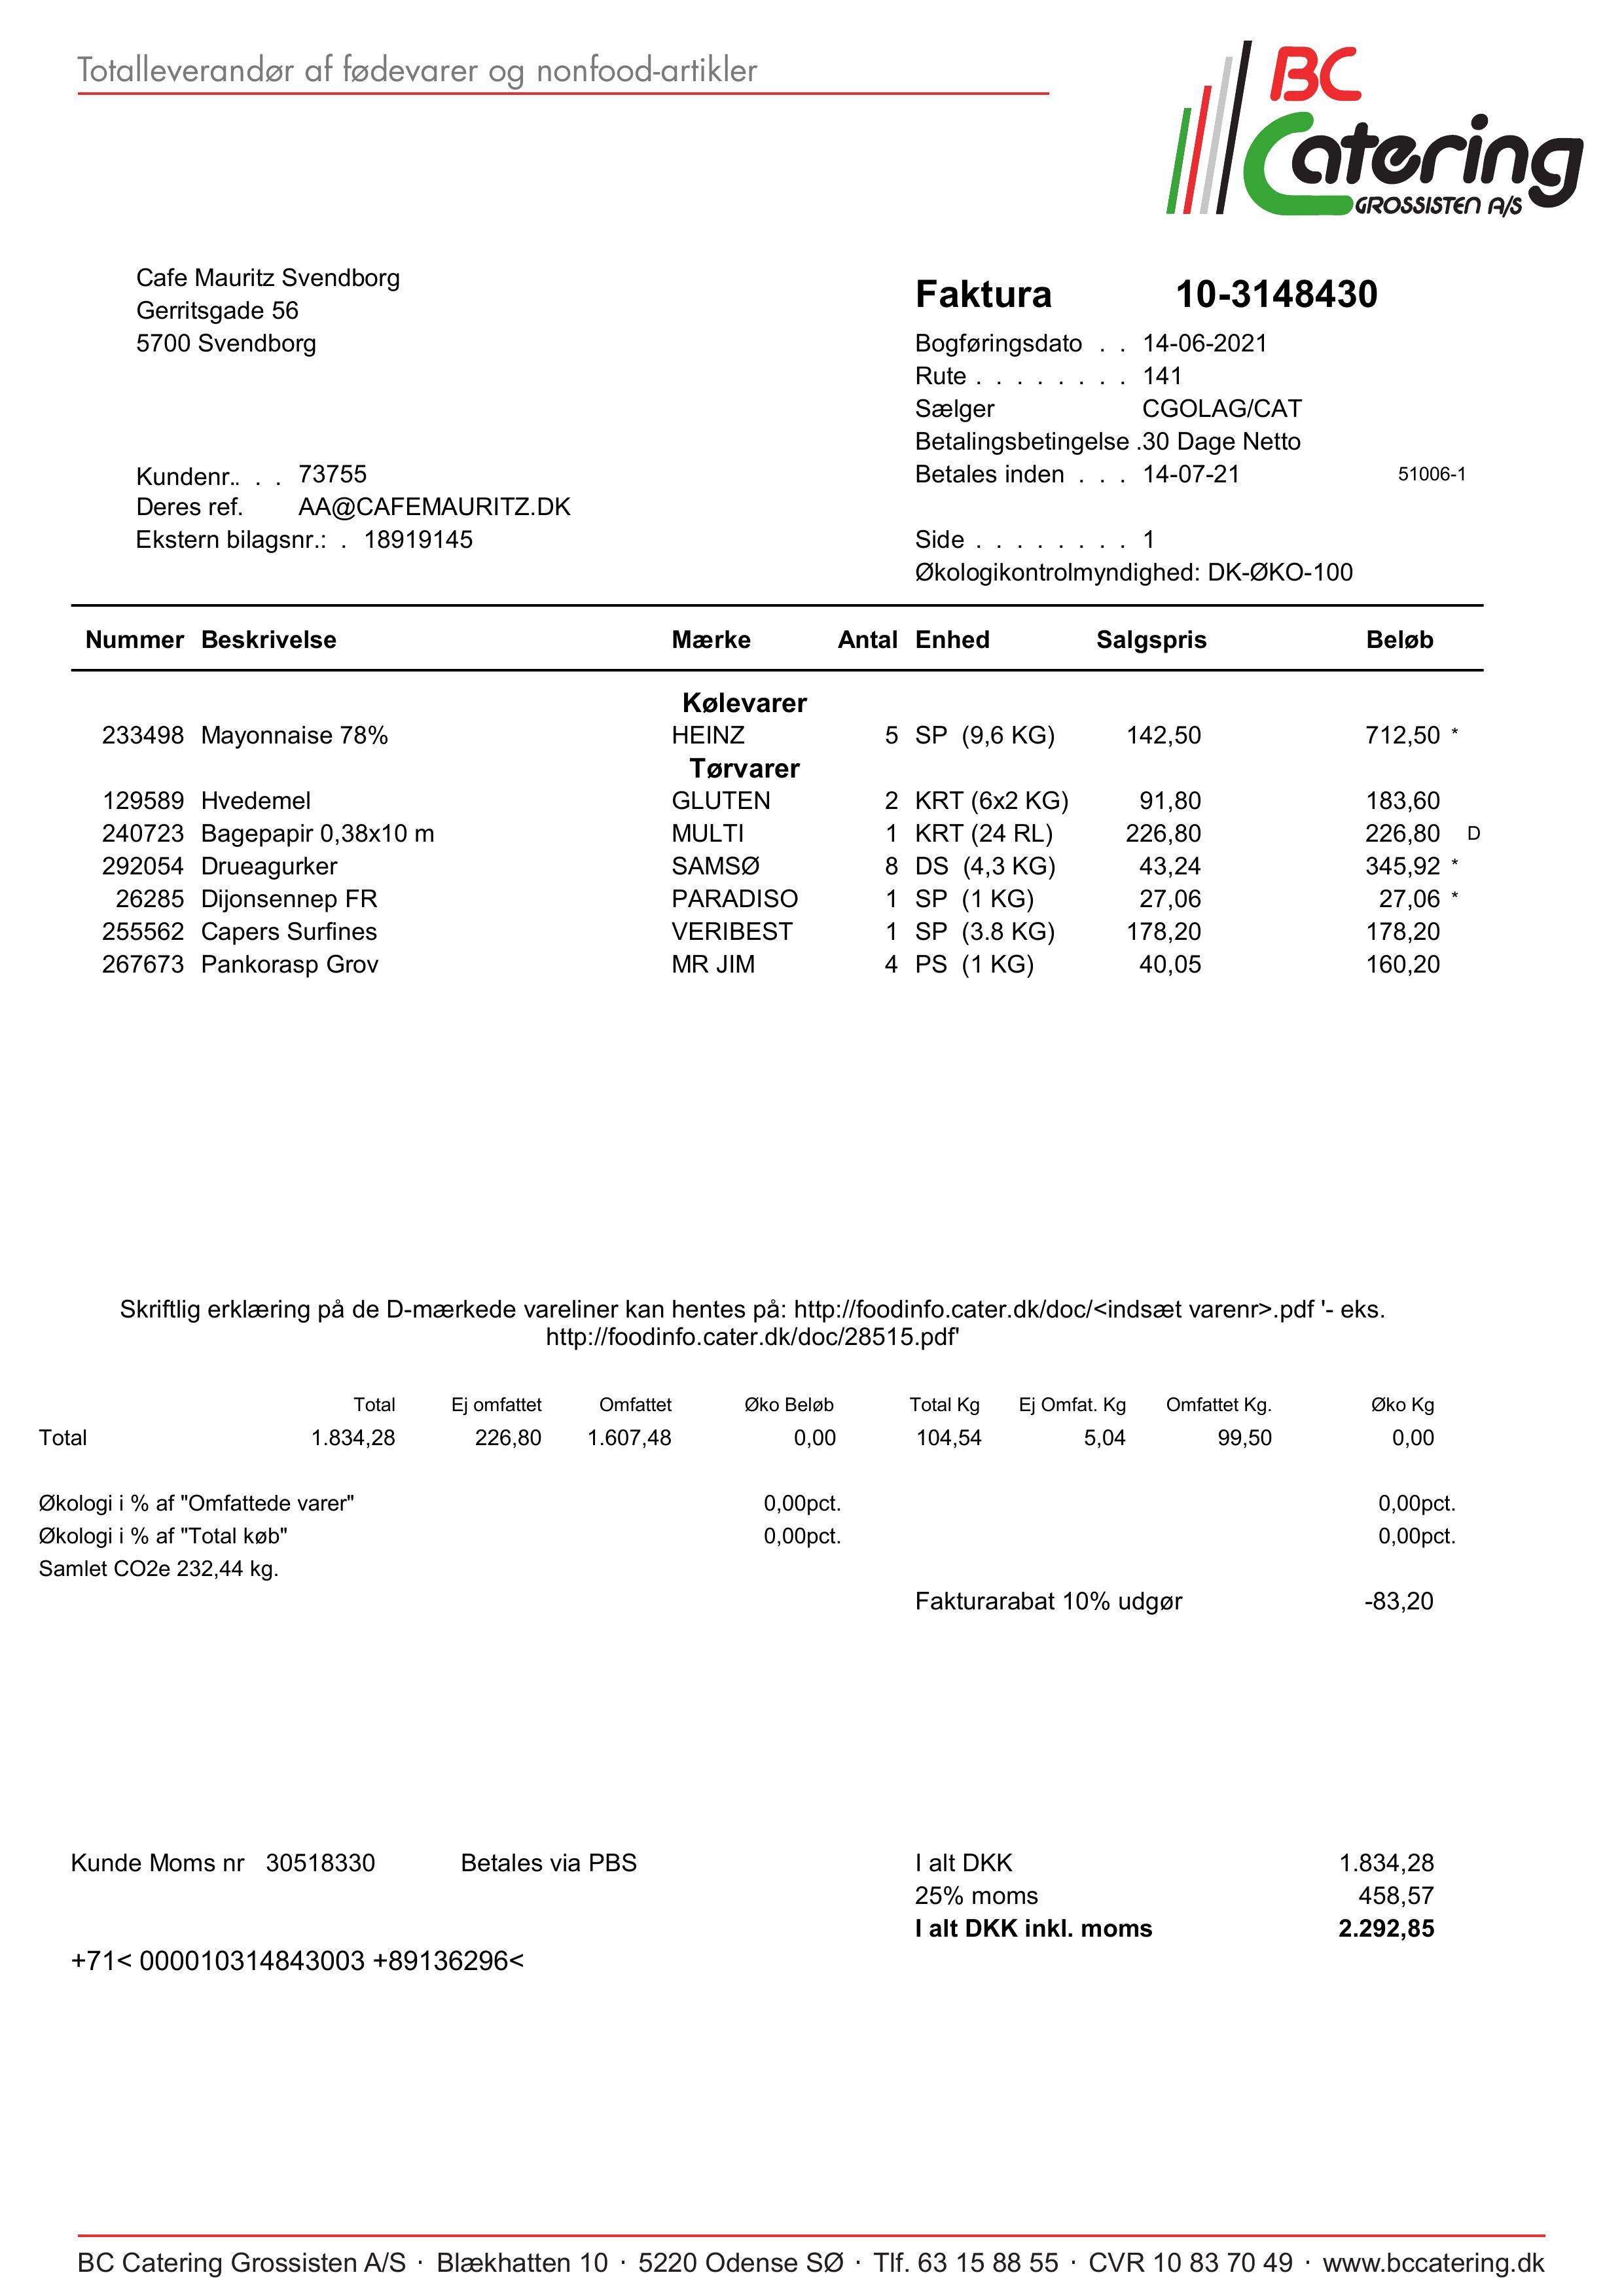 Totalleverandør af fødevarer og nonfood-artikler
BC
Catering
GROSSISTEN A/S
Cafe Mauritz Svendborg
Gerritsgade 56
5700 Svendborg
Kundenr.. . . 73755
Deres ref. AA@CAFEMAURITZ.DK
Ekstern bilagsnr.: . 18919145
Faktura 10-3148430
Bogføringsdato . . 14-06-2021
Rute . . . . . . . . 141
Sælger CGOLAG/CAT
Betalingsbetingelse .30 Dage Netto
Betales inden . . . 14-07-21 51006-1
Side . . . . . . . . 1
Økologikontrolmyndighed: DK-ØKO-100
Nummer Beskrivelse Mærke Antal Enhed Salgspris Beløb
Kølevarer
233498 Mayonnaise 78% HEINZ 5 SP (9,6 KG) 142,50 712,50 *
Tørvarer
129589 Hvedemel GLUTEN 2 KRT (6x2 KG) 91,80 183,60
240723 Bagepapir 0,38x10 m MULTI 1 KRT (24 RL) 226,80 226,80 D
292054 Drueagurker SAMSØ 8 DS (4,3 KG) 43,24 345,92 *
26285 Dijonsennep FR PARADISO 1 SP (1 KG) 27,06 27,06 *
255562 Capers Surfines VERIBEST 1 SP (3.8 KG) 178,20 178,20
267673 Pankorasp Grov MR JIM 4 PS (1 KG) 40,05 160,20
Skriftlig erklæring på de D-mærkede vareliner kan hentes på: http://foodinfo.cater.dk/doc/<indsæt varenr>.pdf '- eks.
http://foodinfo.cater.dk/doc/28515.pdf'
Total Ej omfattet Omfattet Øko Beløb Total Kg Ej Omfat. Kg Omfattet Kg. Øko Kg
Total 1.834,28 226,80 1.607,48 0,00 104,54 5,04 99,50 0,00
Økologi i % af "Omfattede varer" 0,00pct. 0,00pct.
Økologi i % af "Total køb" 0,00pct. 0,00pct.
Samlet CO2e 232,44 kg.
Fakturarabat 10% udgør -83,20
Kunde Moms nr 30518330 Betales via PBS I alt DKK 1.834,28
25% moms 458,57
I alt DKK inkl. moms 2.292,85
+71< 000010314843003 +89136296<
BC Catering Grossisten A/S · Blækhatten 10 · 5220 Odense SØ · Tlf. 63 15 88 55 · CVR 10 83 70 49 · www.bccatering.dk